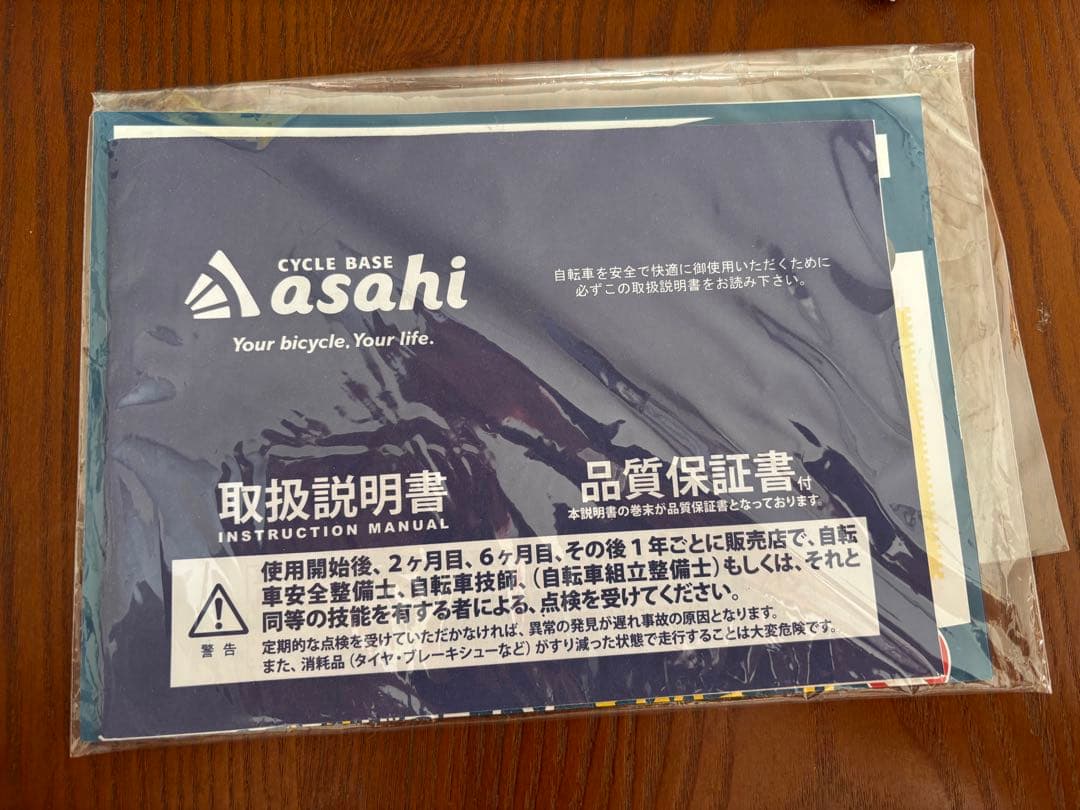 CYCLE BASE
asahi
Your bicycle, Your life.
自転車を安全で快適に御使用いただくために
必ずこの取扱説明書をお読み下さい。
取扱説明書
INSTRUCTION MANUAL
品質保証書付
本説明書の巻末が品質保証書となっております。
使用開始後、2ヶ月目、6ヶ月目、その後1年ごとに販売店で、自転
車安全整備士、自転車技師、(自転車組立整備士)もしくは、それと
同等の技能を有する者による、点検を受けてください。
定期的な点検を受けていただかなければ、異常の発見が遅れ事故の原因となります。
また、消耗品(タイヤ・ブレーキシューなど)がすり減った状態で走行することは大変危険です。
警告